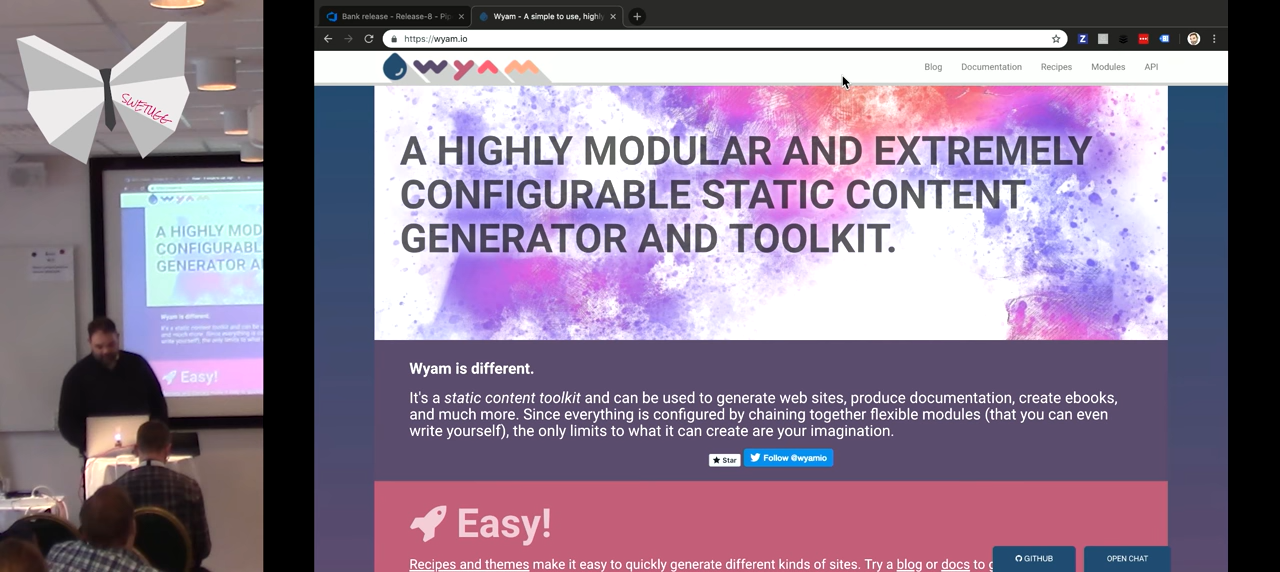 SWETUGG
A HIGHLY MOD
CONFIGURABL
GENERATOR A
Wyam is different.
Easy!
Bank release - Release-8 - Pip
Wyam - A simple to use, highl
https://wyam.io
wyam
Blog
Documentation
Recipes
Modules
API
A HIGHLY MODULAR AND EXTREMELY
CONFIGURABLE STATIC CONTENT
GENERATOR AND TOOLKIT.
Wyam is different.
It's a static content toolkit and can be used to generate web sites, produce documentation, create ebooks,
and much more. Since everything is configured by chaining together flexible modules (that you can even
write yourself), the only limits to what it can create are your imagination.
Star
Follow @wyamio
Easy!
Recipes and themes make it easy to quickly generate different kinds of sites. Try a blog or docs to g
GITHUB
OPEN CHAT